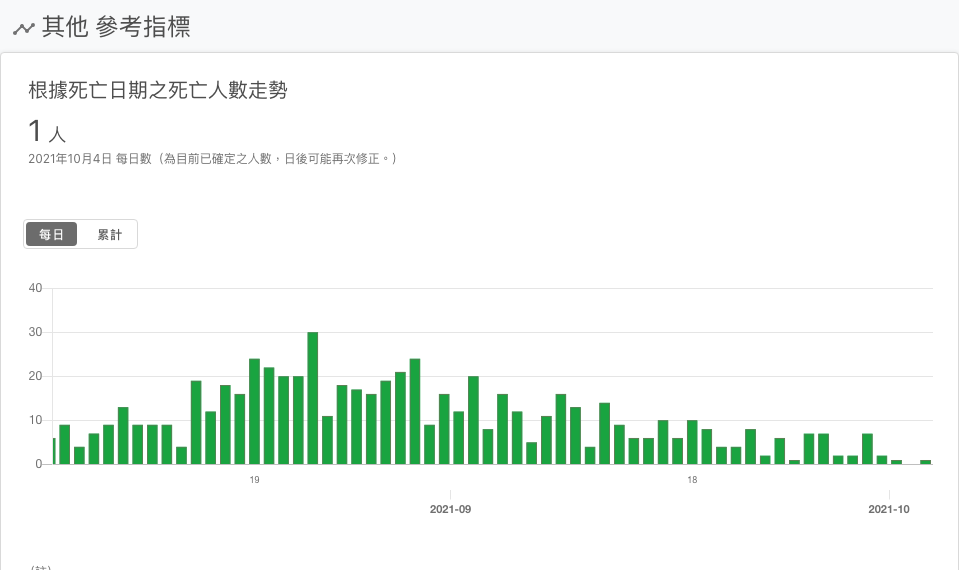 其他 參考指標
根據死亡日期之死亡人數走勢
1 人
2021年10月4日 每日數（為目前已確定之人數，日後可能再次修正。）
每日 累計
40
30
20
10
0
19 18
2021-09 2021-10